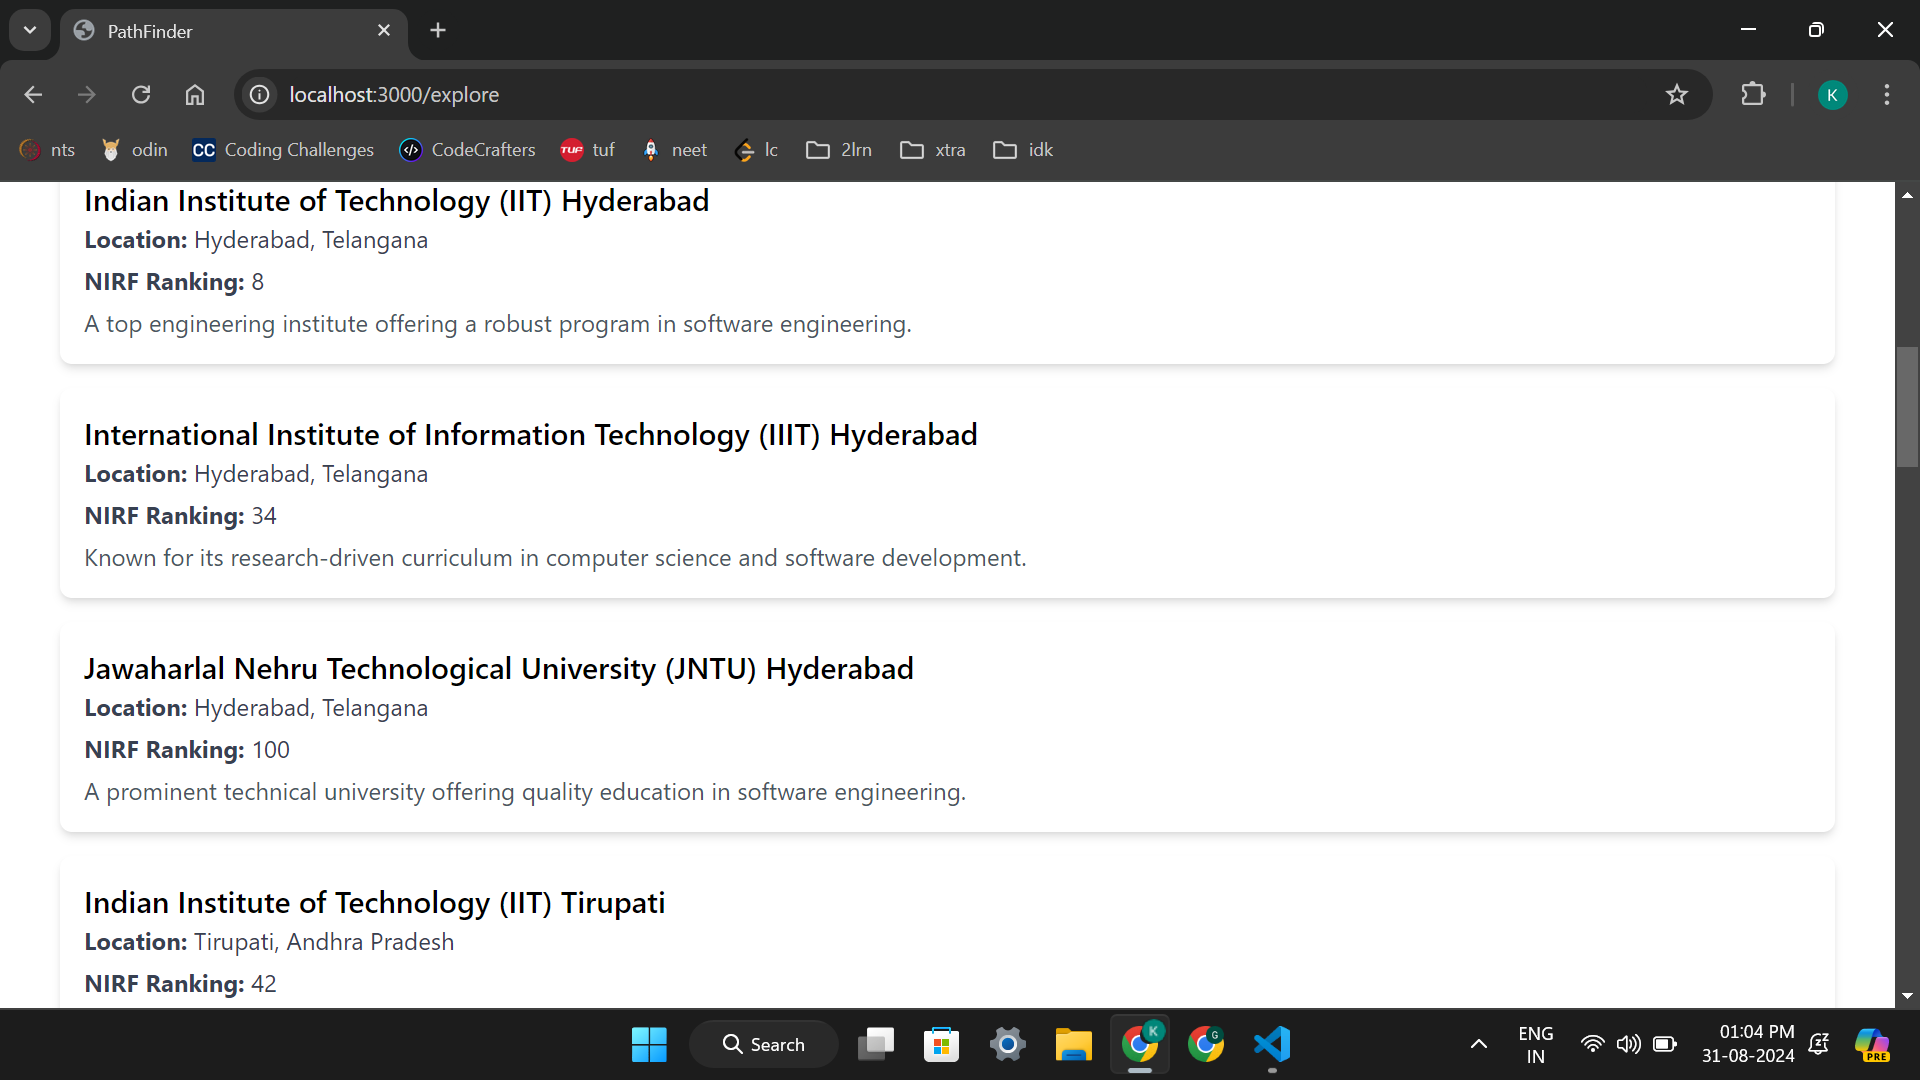 PathFinder
localhost:3000/explore
nts odin CC Coding Challenges CodeCrafters TUF tuf neet lc 2lrn xtra idk
K
Indian Institute of Technology (IIT) Hyderabad
Location: Hyderabad, Telangana
NIRF Ranking: 8
A top engineering institute offering a robust program in software engineering.
International Institute of Information Technology (IIIT) Hyderabad
Location: Hyderabad, Telangana
NIRF Ranking: 34
Known for its research-driven curriculum in computer science and software development.
Jawaharlal Nehru Technological University (JNTU) Hyderabad
Location: Hyderabad, Telangana
NIRF Ranking: 100
A prominent technical university offering quality education in software engineering.
Indian Institute of Technology (IIT) Tirupati
Location: Tirupati, Andhra Pradesh
NIRF Ranking: 42
Search
K
G
ENG
IN
01:04 PM
31-08-2024
PRE